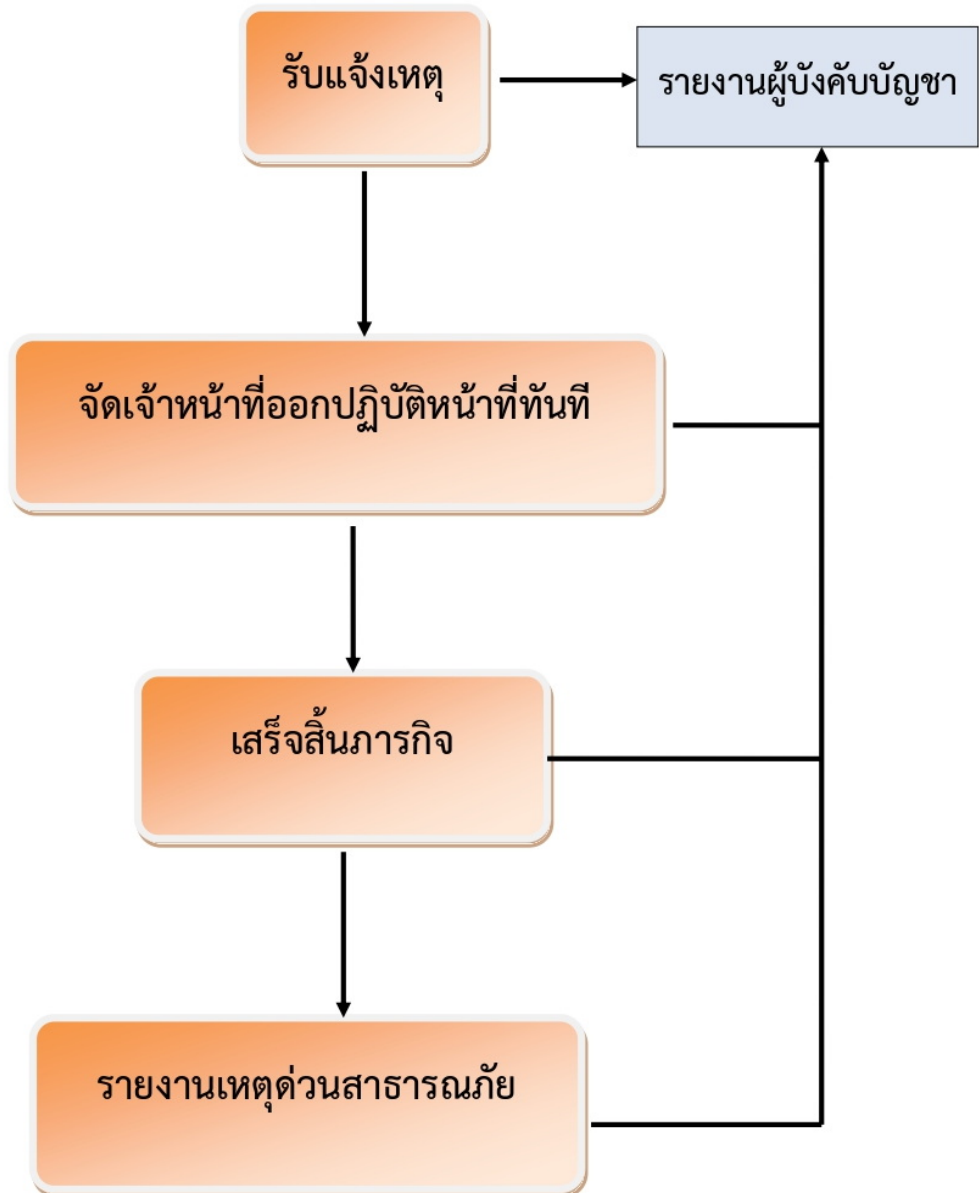 รับแจ้งเหตุ
รายงานผู้บังคับบัญชา
จัดเจ้าหน้าที่ออกปฏิบัติหน้าที่ทันที
เสร็จสิ้นภารกิจ
รายงานเหตุด่วนสาธารณภัย